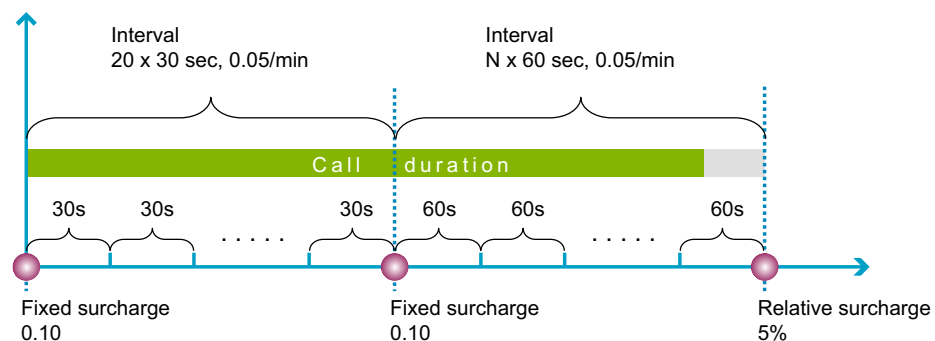 Interval
20 x 30 sec, 0.05/min
Interval
N x 60 sec, 0.05/min
Call duration
30s
30s
. . . . .
30s
60s
60s
. . . . .
60s
Fixed surcharge
0.10
Fixed surcharge
0.10
Relative surcharge
5%